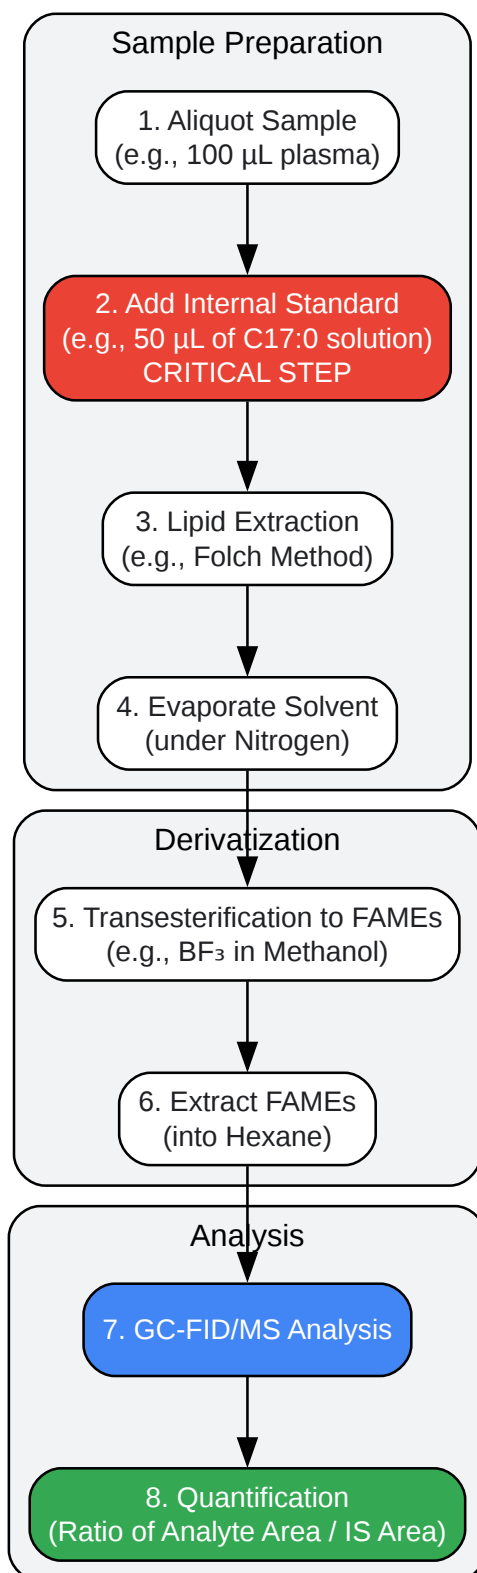 Sample Preparation
1. Aliquot Sample
(e.g., 100 µL plasma)
2. Add Internal Standard
(e.g., 50 µL of C17:0 solution)
CRITICAL STEP
3. Lipid Extraction
(e.g., Folch Method)
4. Evaporate Solvent
(under Nitrogen)
Derivatization
5. Transesterification to FAMEs
(e.g., BF₃ in Methanol)
6. Extract FAMEs
(into Hexane)
Analysis
7. GC-FID/MS Analysis
8. Quantification
(Ratio of Analyte Area / IS Area)